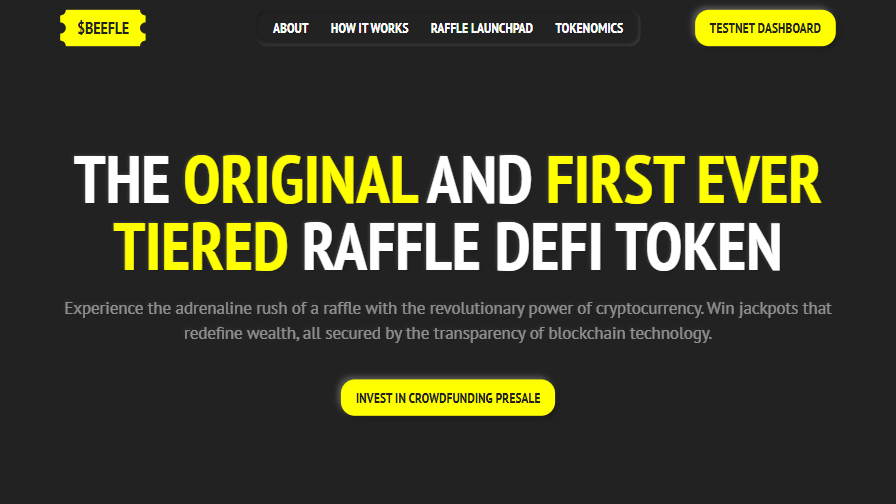 $BEEFLE
ABOUT HOW IT WORKS RAFFLE LAUNCHPAD TOKENOMICS
TESTNET DASHBOARD
THE ORIGINAL AND FIRST EVER
TIERED RAFFLE DEFI TOKEN
Experience the adrenaline rush of a raffle with the revolutionary power of cryptocurrency. Win jackpots that
redefine wealth, all secured by the transparency of blockchain technology.
INVEST IN CROWDFUNDING PRESALE